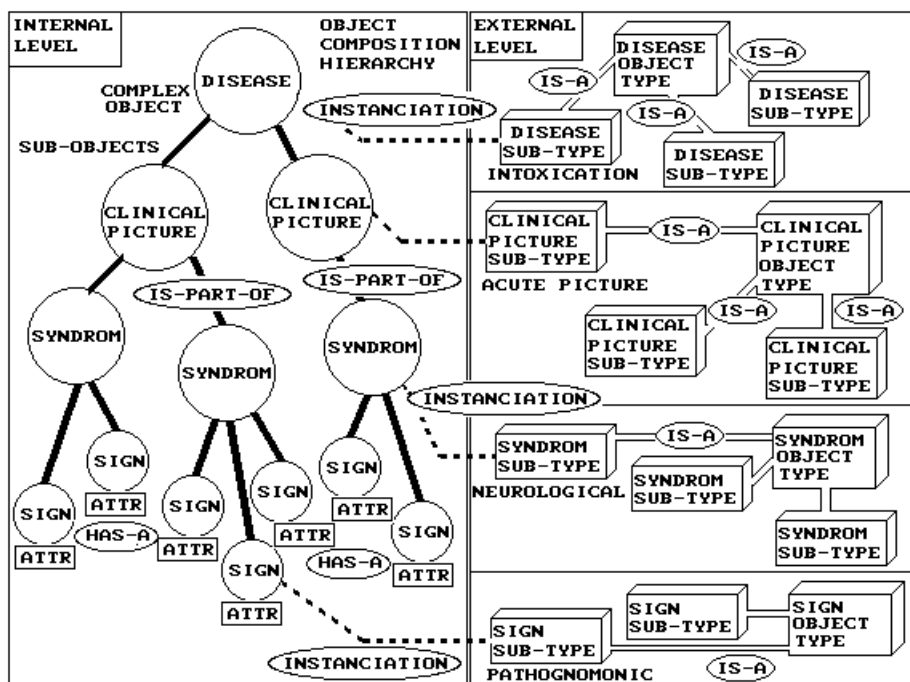 INTERNAL
LEVEL
OBJECT
COMPOSITION
HIERARCHY
DISEASE
COMPLEX
OBJECT
INSTANCIATION
SUB-OBJECTS
CLINICAL
PICTURE
CLINICAL
PICTURE
IS-PART-OF
IS-PART-OF
SYNDROM
SYNDROM
SYNDROM
INSTANCIATION
SIGN
ATTR
SIGN
ATTR
HAS-A
SIGN
ATTR
SIGN
ATTR
SIGN
ATTR
SIGN
ATTR
HAS-A
SIGN
ATTR
INSTANCIATION
EXTERNAL
LEVEL
DISEASE
OBJECT
TYPE
IS-A
IS-A
IS-A
DISEASE
SUB-TYPE
DISEASE
SUB-TYPE
DISEASE
SUB-TYPE
INTOXICATION
CLINICAL
PICTURE
SUB-TYPE
IS-A
CLINICAL
PICTURE
OBJECT
TYPE
ACUTE PICTURE
IS-A
IS-A
CLINICAL
PICTURE
SUB-TYPE
CLINICAL
PICTURE
SUB-TYPE
SYNDROM
SUB-TYPE
IS-A
SYNDROM
OBJECT
TYPE
NEUROLOGICAL
SYNDROM
SUB-TYPE
SYNDROM
SUB-TYPE
SIGN
SUB-TYPE
SIGN
OBJECT
TYPE
SIGN
SUB-TYPE
PATHOGNOMONIC
IS-A